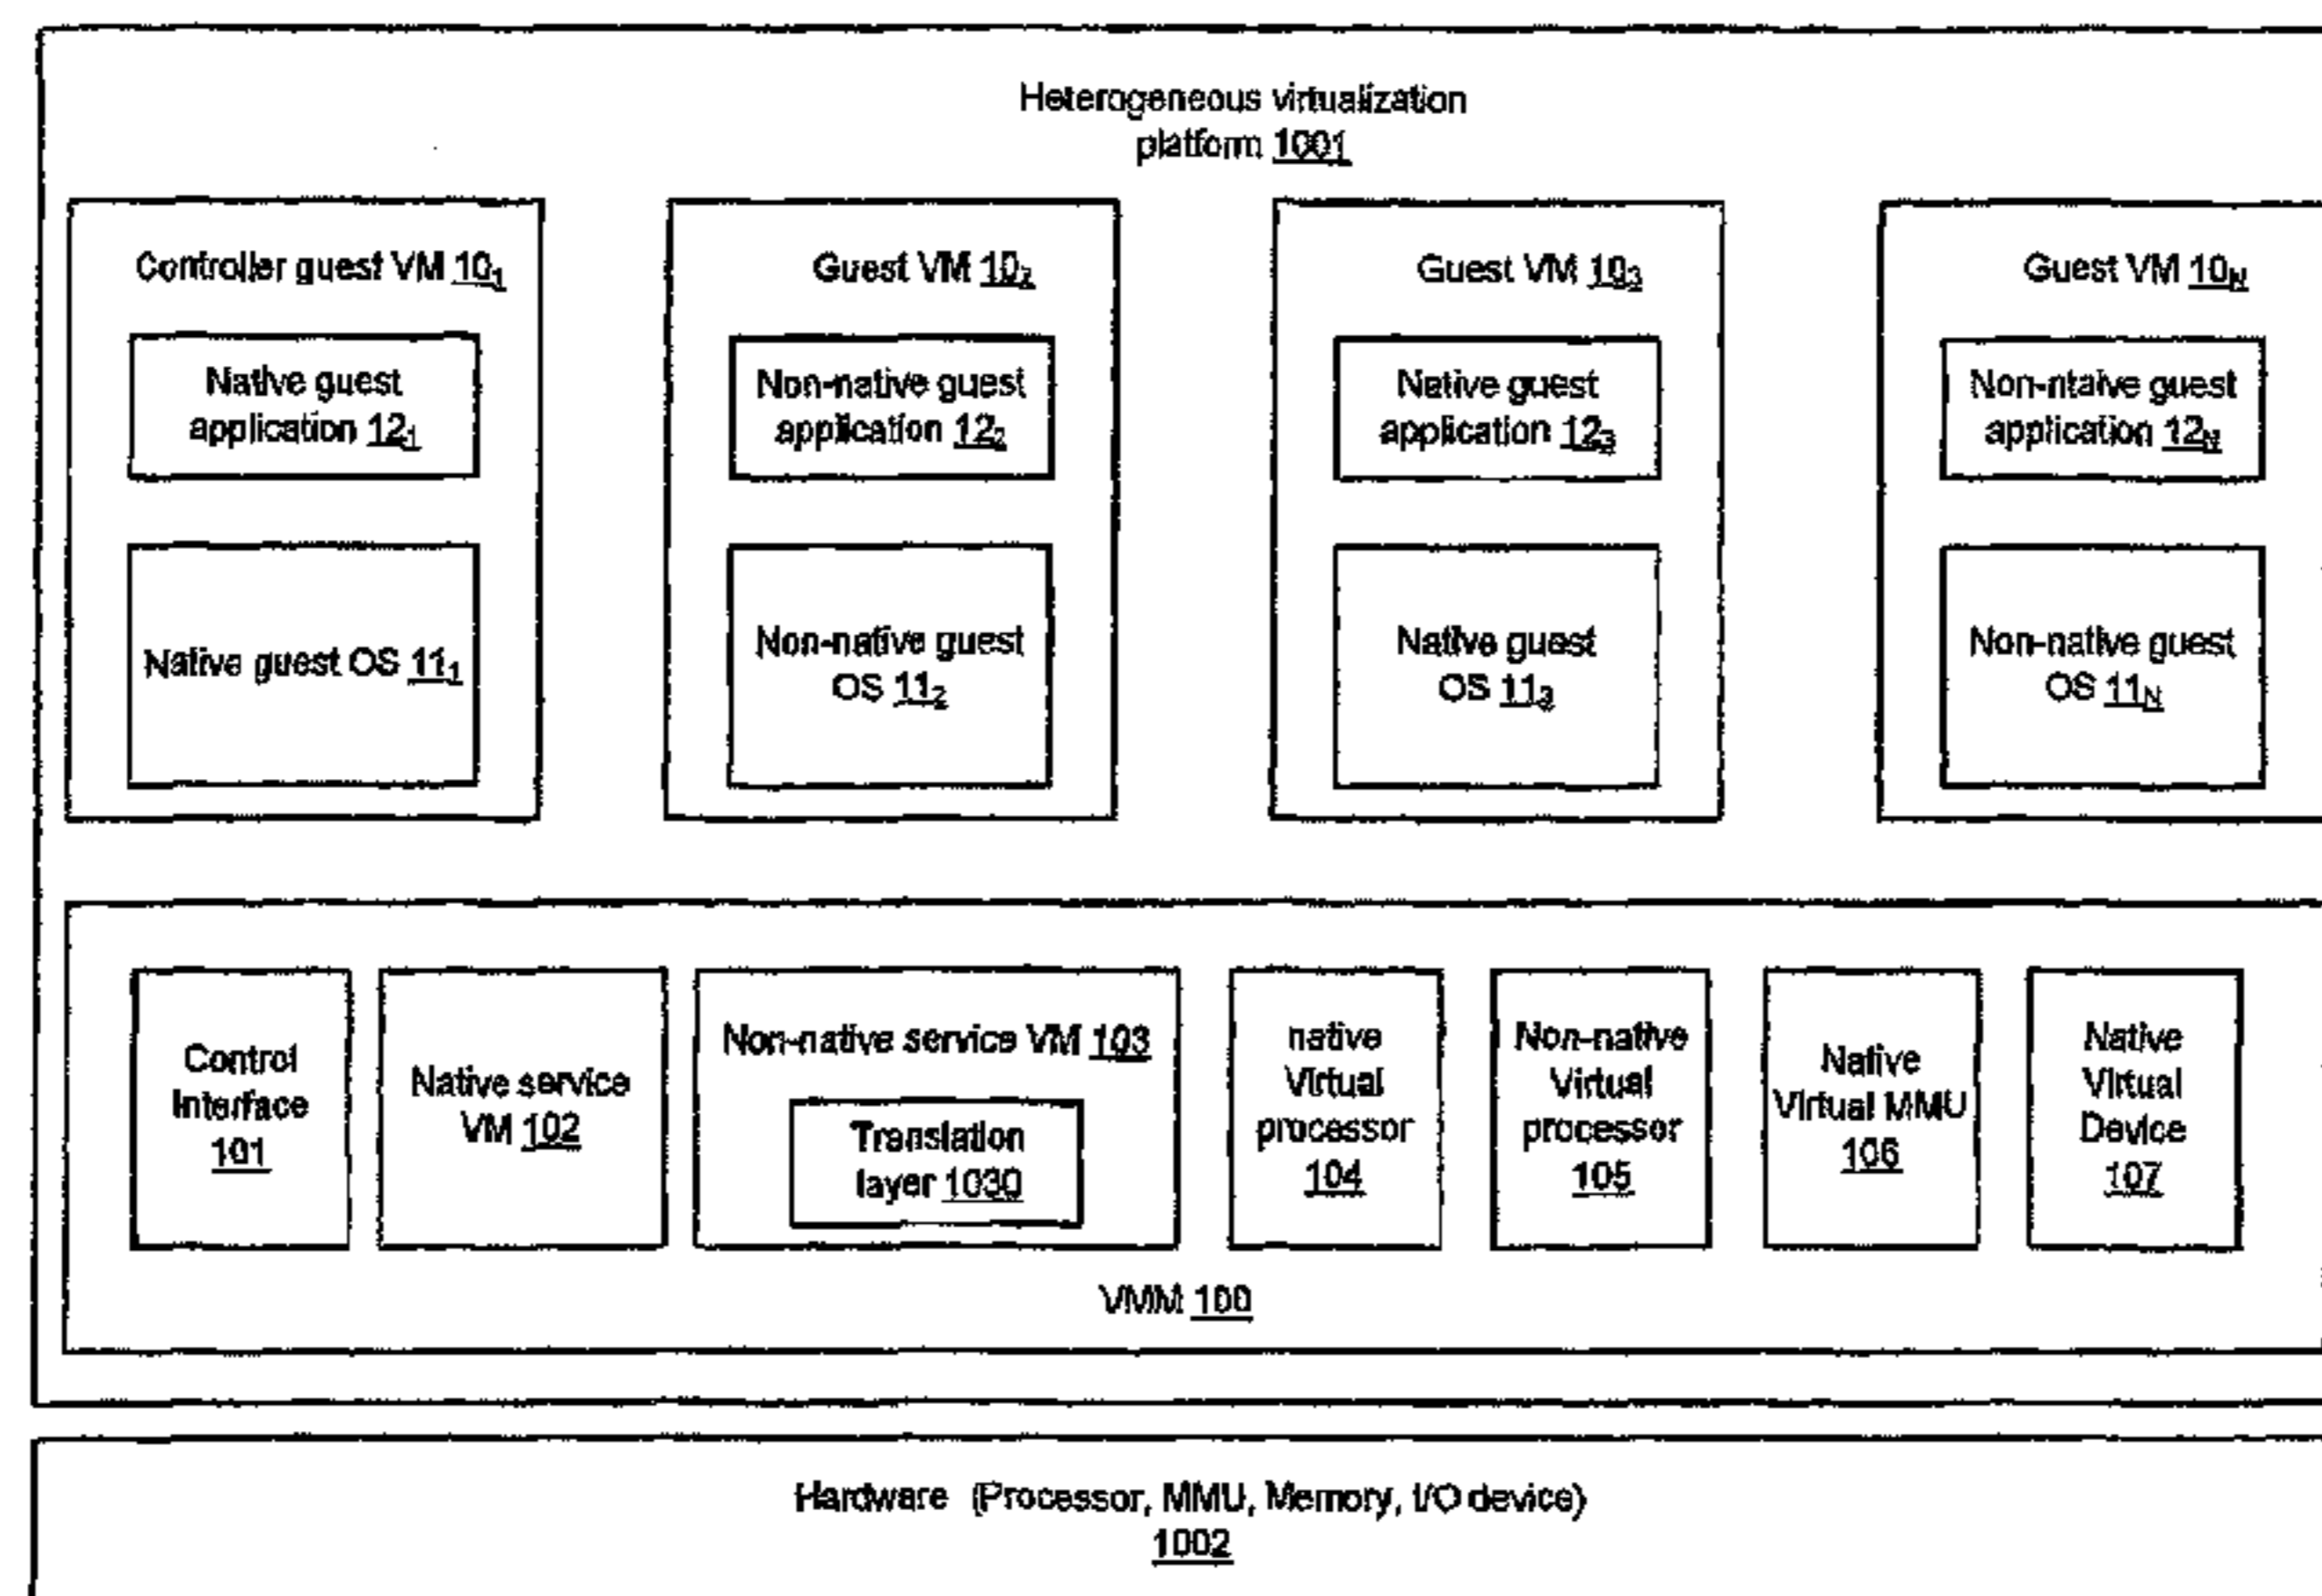 Heterogeneous virtualization
platform 1001
Controller guest VM 10₁
Native guest
application 12₁
Native guest OS 11₁
Guest VM 10₂
Non-native guest
application 12₂
Non-native guest
OS 11₂
Guest VM 10₃
Native guest
application 12₃
Native guest
OS 11₃
Guest VM 10N
Non-ntaive guest
application 12N
Non-native guest
OS 11N
Control
Interface
101
Native service
VM 102
Non-native service VM 103
Translation
layer 1030
native
Virtual
processor
104
Non-native
Virtual
processor
105
Native
Virtual MMU
106
Native
Virtual
Device
107
VMM 100
Hardware (Processor, MMU, Memory, I/O device)
1002